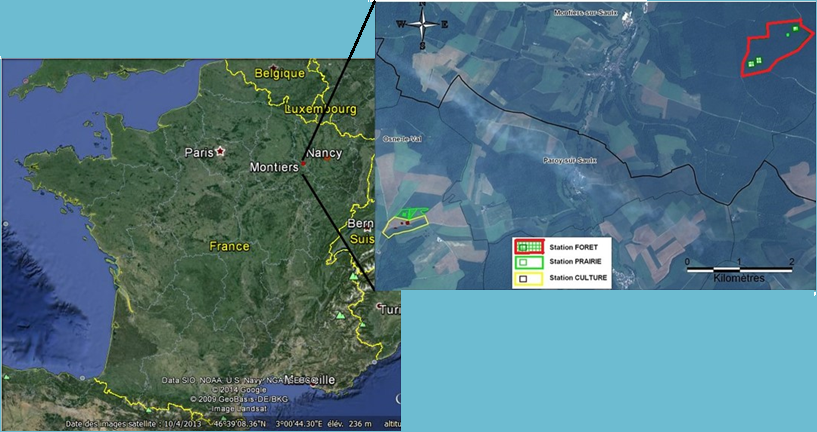 N
Montiers-sur-Saulx
W E
S
Belgique
Luxembourg
Osne-le-Val
Paris
Nancy
Montiers
Paroy-sur-Saulx
Bern
France
Suis
Station FORET
Station PRAIRIE
Station CULTURE
0 1 2
Kilomètres
Turi
Data SIO, NOAA, U.S. Navy, NGA, GEBCO
Marseille
© 2014 Google
© 2009 GeoBasis-DE/BKG
Image Landsat
Date des images satellite : 10/4/2013 46°39'08.36"N 3°00'44.30"E élév. 236 m altitu